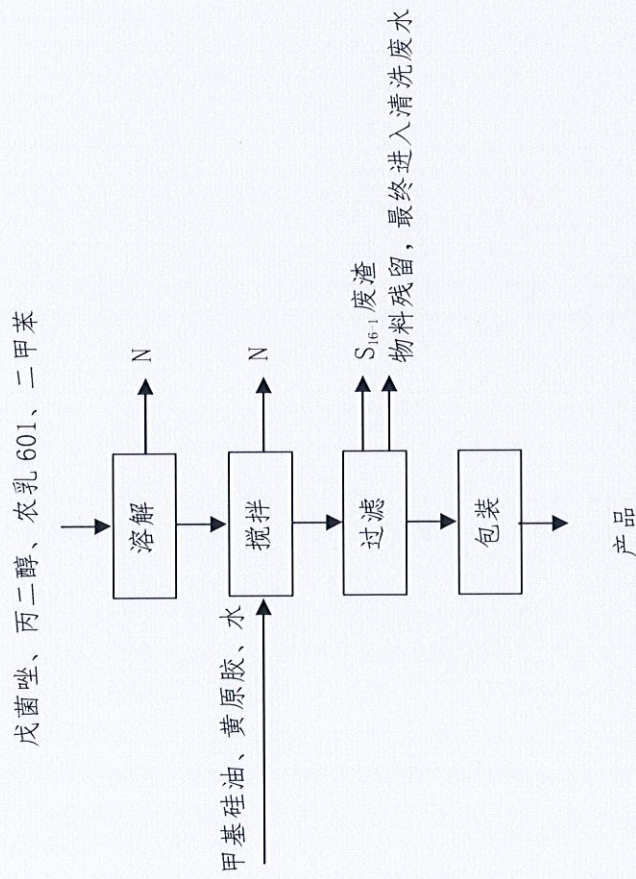 戊菌唑、丙二醇、农乳 601、二甲苯
溶解
N
甲基硅油、黄原胶、水
搅拌
N
过滤
S16-1 废渣
物料残留，最终进入清洗废水
包装
产品